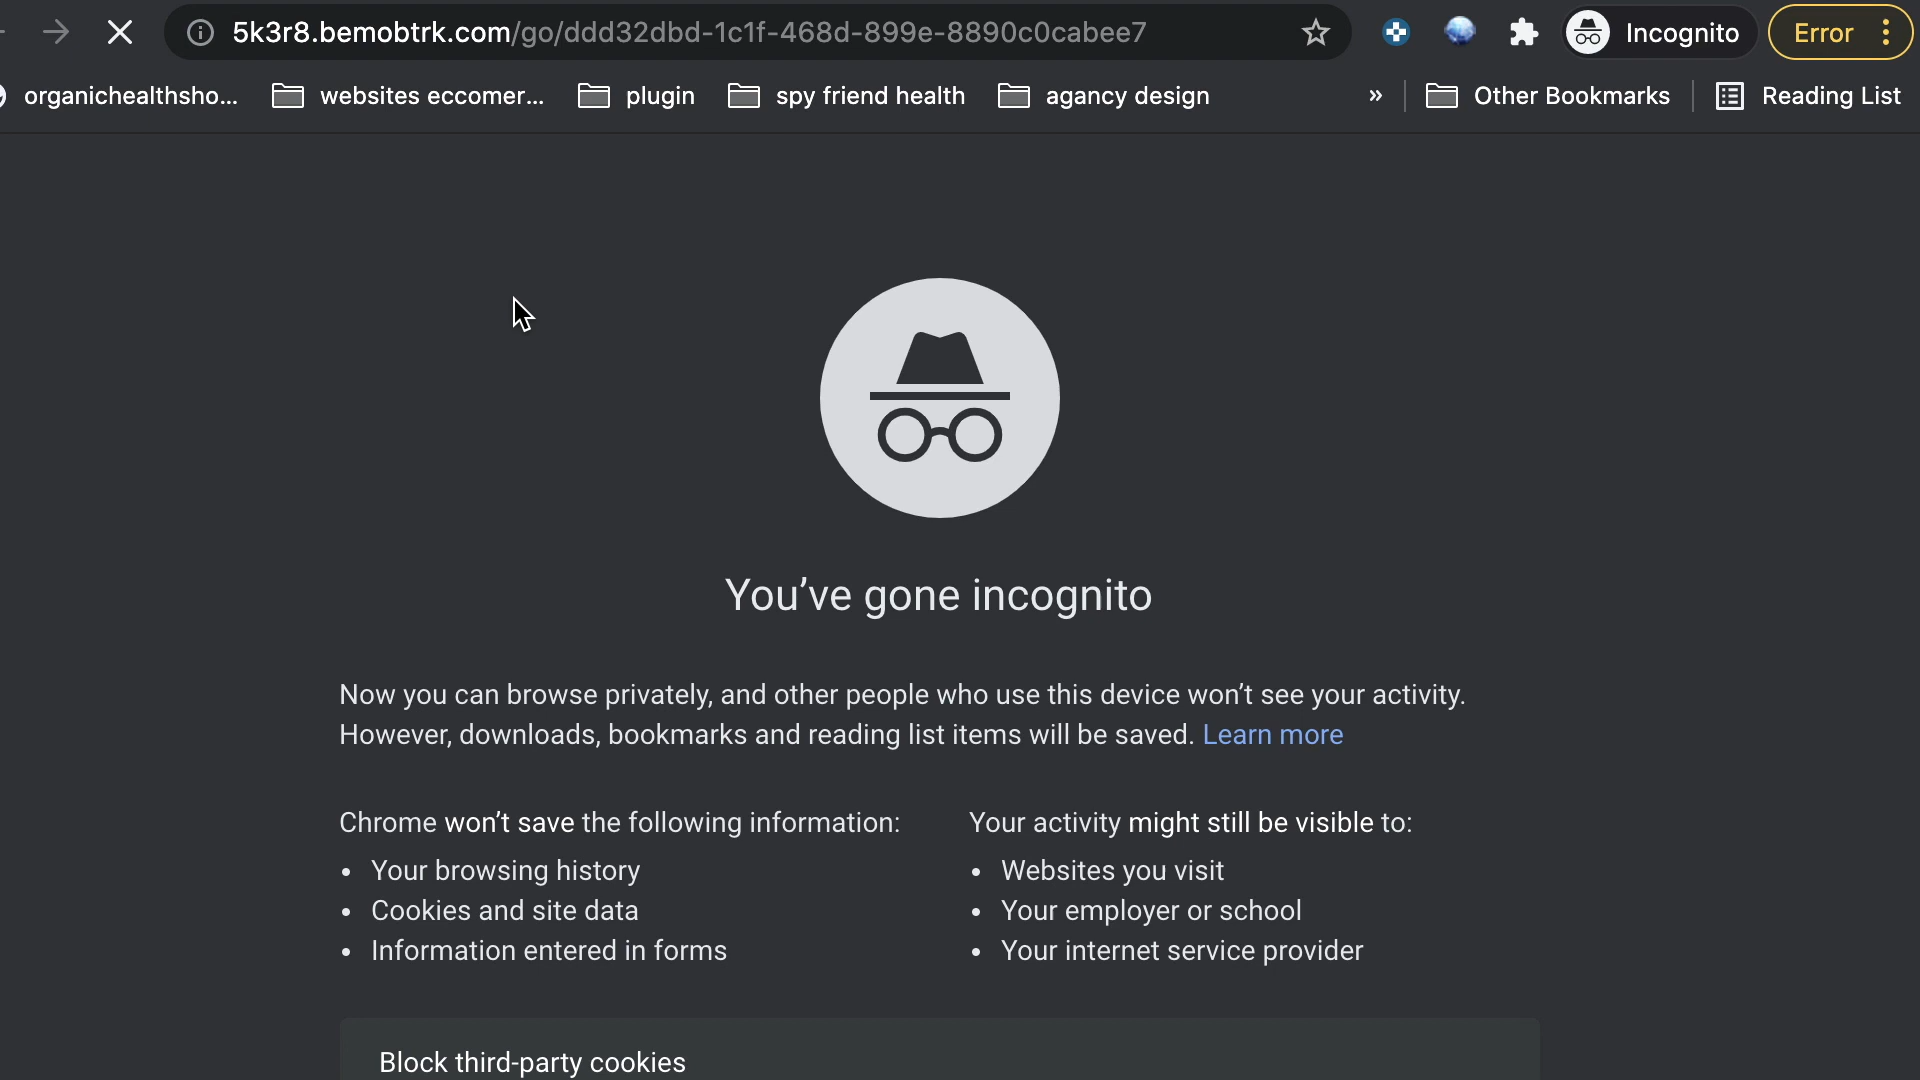 5k3r8.bemobtrk.com/go/ddd32dbd-1c1f-468d-899e-8890c0cabee7
Incognito
Error
organichealthsho...
websites eccomer...
plugin
spy friend health
agancy design
»
Other Bookmarks
Reading List
You've gone incognito
Now you can browse privately, and other people who use this device won't see your activity.
However, downloads, bookmarks and reading list items will be saved. Learn more
Chrome won't save the following information:
• Your browsing history
• Cookies and site data
• Information entered in forms
Your activity might still be visible to:
• Websites you visit
• Your employer or school
• Your internet service provider
Block third-party cookies